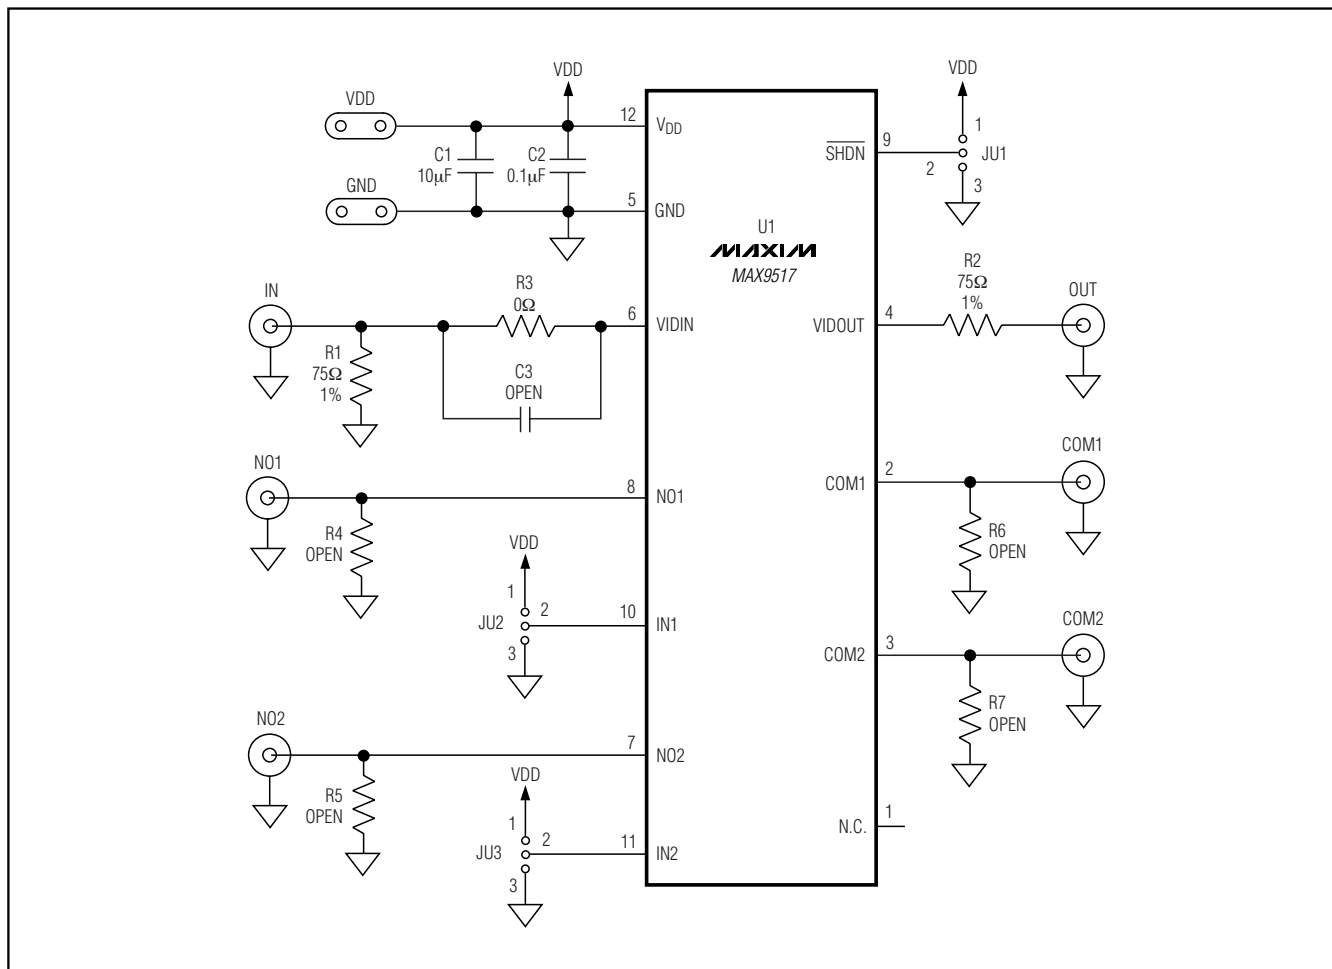 VDD
VDD
12
VDD
C1
10µF
C2
0.1µF
GND
5
GND
VDD
1
9
SHDN
JU1
2
3
U1
MAXIM
MAX9517
IN
R3
0Ω
6
VIDIN
R1
75Ω
1%
C3
OPEN
R2
75Ω
1%
OUT
4
VIDOUT
NO1
8
NO1
R4
OPEN
COM1
2
COM1
R6
OPEN
VDD
1
2
JU2
3
10
IN1
COM2
3
COM2
R7
OPEN
NO2
7
NO2
R5
OPEN
VDD
1
2
JU3
3
11
IN2
1
N.C.